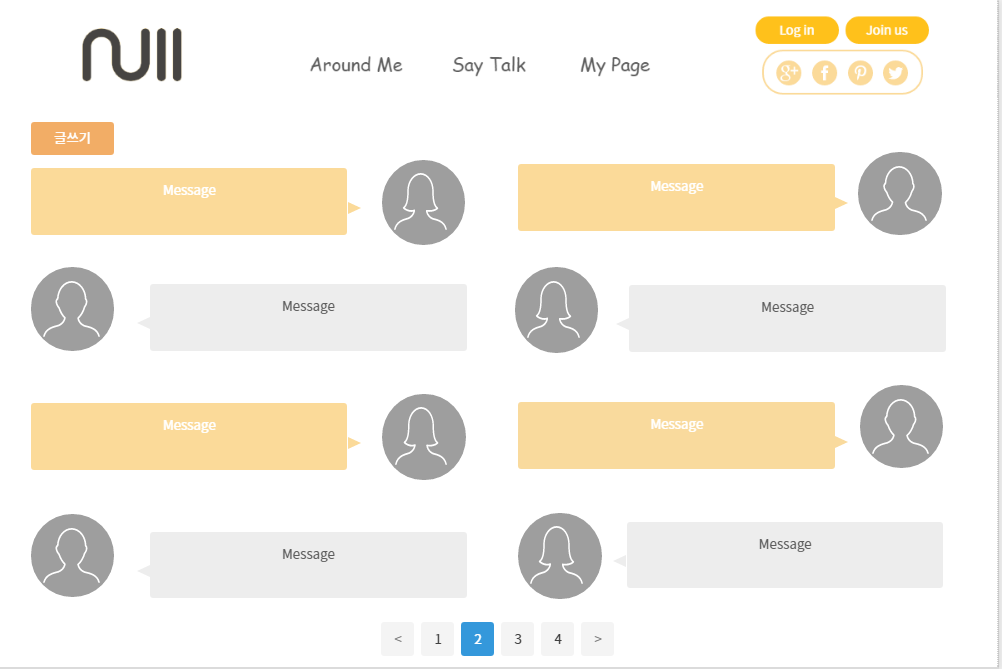 null
Log in
Join us
Around Me
Say Talk
My Page
글쓰기
Message
Message
Message
Message
Message
Message
Message
Message
< 1 2 3 4 >